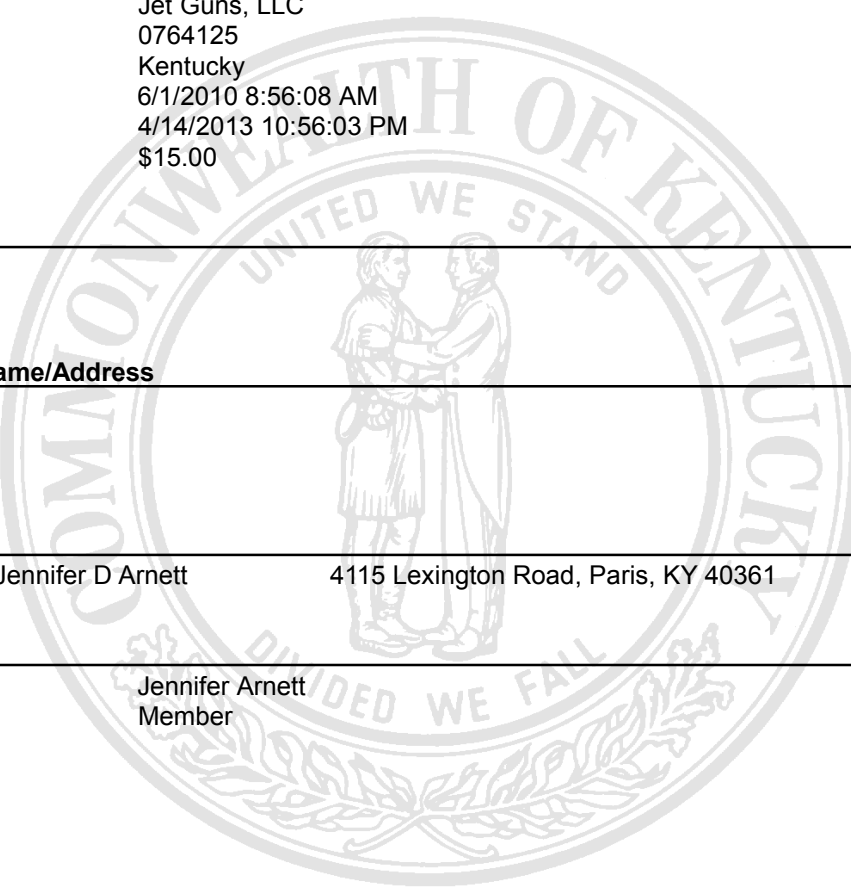 Jet Guns, LLC
0764125
Kentucky
6/1/2010 8:56:08 AM
4/14/2013 10:56:03 PM
$15.00
COMMONWEALTH OF KENTUCKY
UNITED WE STAND
ame/Address
Jennifer D Arnett 4115 Lexington Road, Paris, KY 40361
DIVIDED WE FALL
Jennifer Arnett
Member